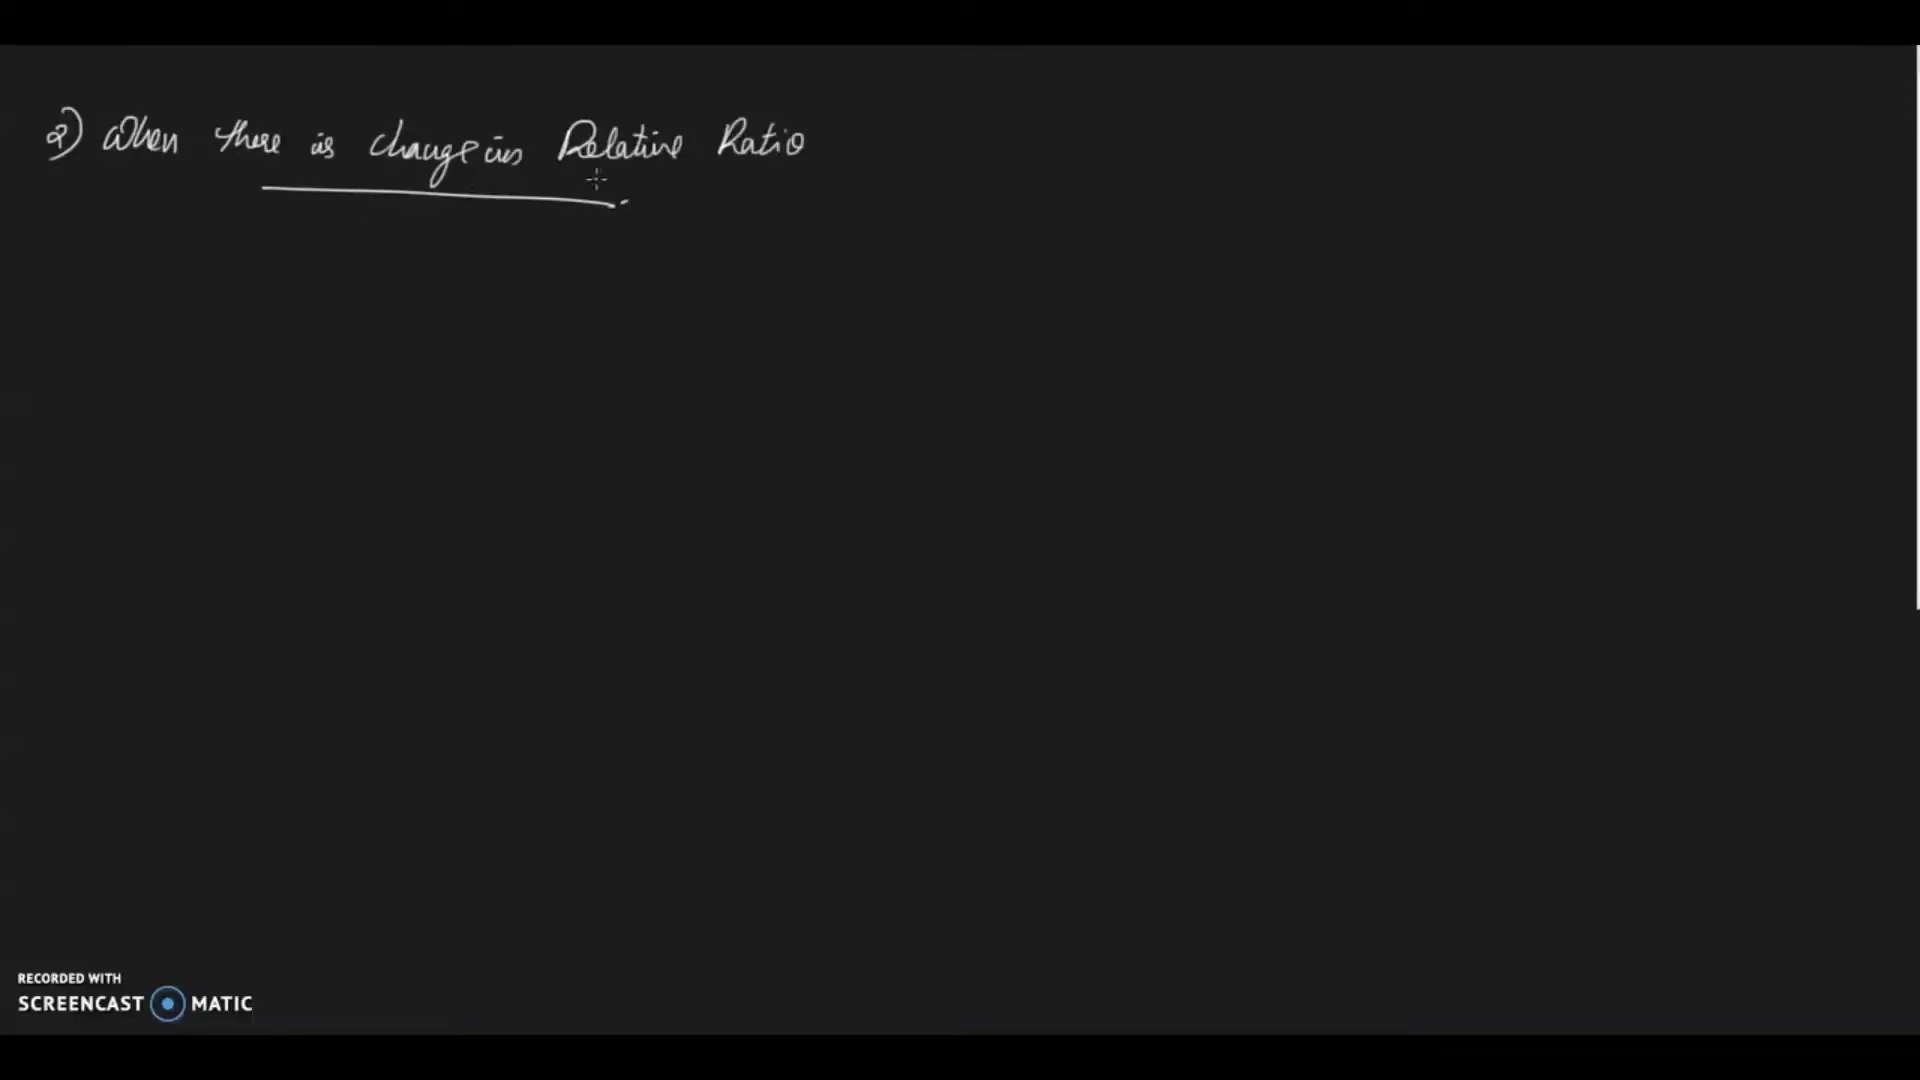 2) When there is change in Relative Ratio
RECORDED WITH
SCREENCAST MATIC